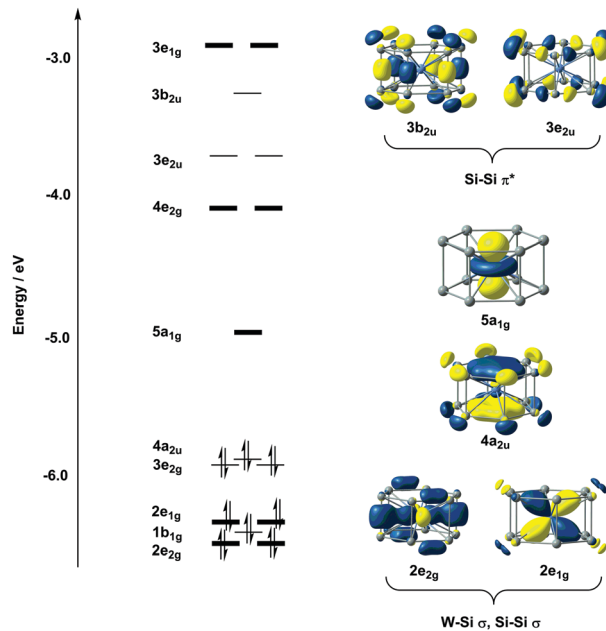 -3.0
-4.0
-5.0
-6.0
Energy / eV
3e1g
3b2u
3e2u
4e2g
5a1g
4a2u
3e2g
2e1g
1b1g
2e2g
3b2u 3e2u
Si-Si π*
5a1g
4a2u
2e2g 2e1g
W-Si σ, Si-Si σ